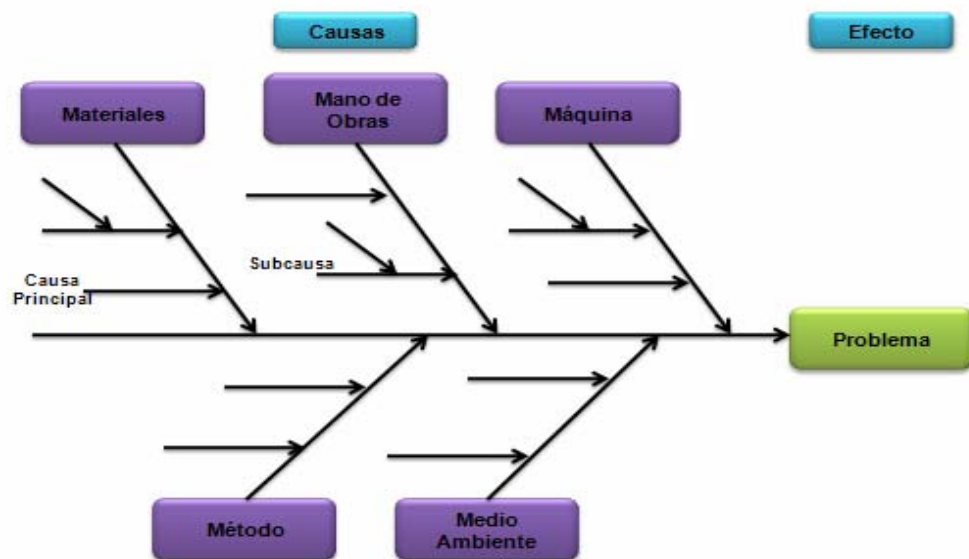 Causas
Efecto
Materiales
Mano de
Obras
Máquina
Subcausa
Causa
Principal
Problema
Método
Medio
Ambiente